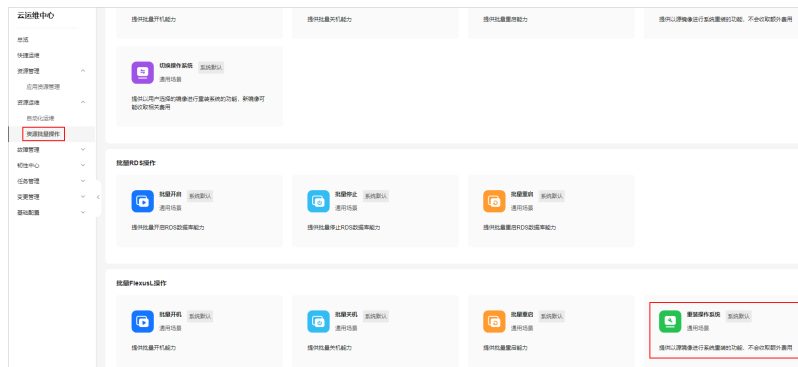 云运维中心
总览
快捷运维
资源管理
应用资源管理
资源运维
自动化运维
资源批量操作
故障管理
韧性中心
任务管理
变更管理
基础配置
提供批量开机能力
提供批量关机能力
提供批量重启能力
提供以原镜像进行系统重装的功能，不会收取额外费用
切换操作系统 系统默认
通用场景
提供以用户选择的镜像进行重装系统的功能，新镜像可
能收取相关费用
批量RDS操作
批量开启 系统默认
通用场景
提供批量开启RDS数据库能力
批量停止 系统默认
通用场景
提供批量停止RDS数据库能力
批量重启 系统默认
通用场景
提供批量重启RDS数据库能力
批量FlexusL操作
批量开机 系统默认
通用场景
提供批量开机能力
批量关机 系统默认
通用场景
提供批量关机能力
批量重启 系统默认
通用场景
提供批量重启能力
重装操作系统 系统默认
通用场景
提供以原镜像进行系统重装的功能，不会收取额外费用